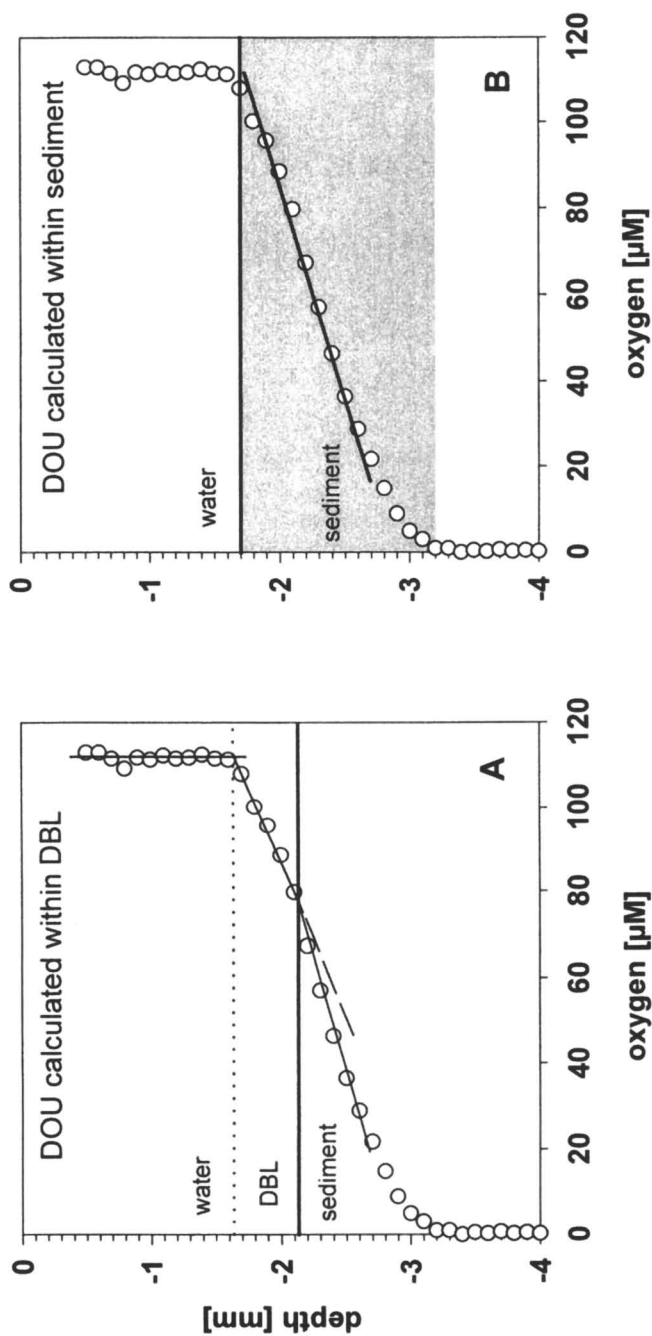 DOU calculated within DBL
water
DBL
sediment
A
0
-1
-2
-3
-4
depth [mm]
0 20 40 60 80 100 120
oxygen [µM]
DOU calculated within sediment
water
sediment
B
0
-1
-2
-3
-4
0 20 40 60 80 100 120
oxygen [µM]